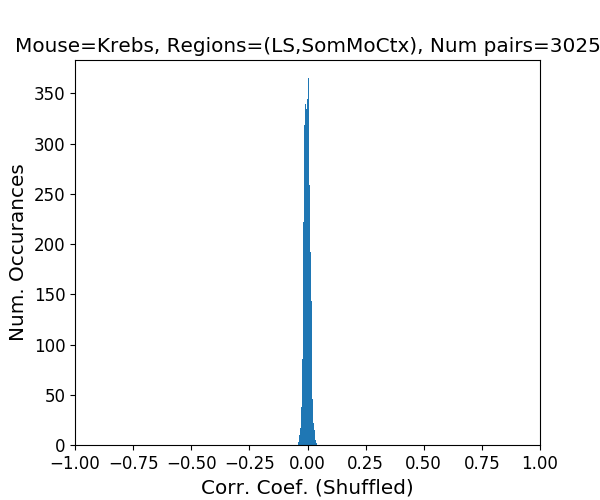 Mouse=Krebs, Regions=(LS,SomMoCtx), Num pairs=3025
Num. Occurances
350
300
250
200
150
100
50
0
−1.00 −0.75 −0.50 −0.25 0.00 0.25 0.50 0.75 1.00
Corr. Coef. (Shuffled)